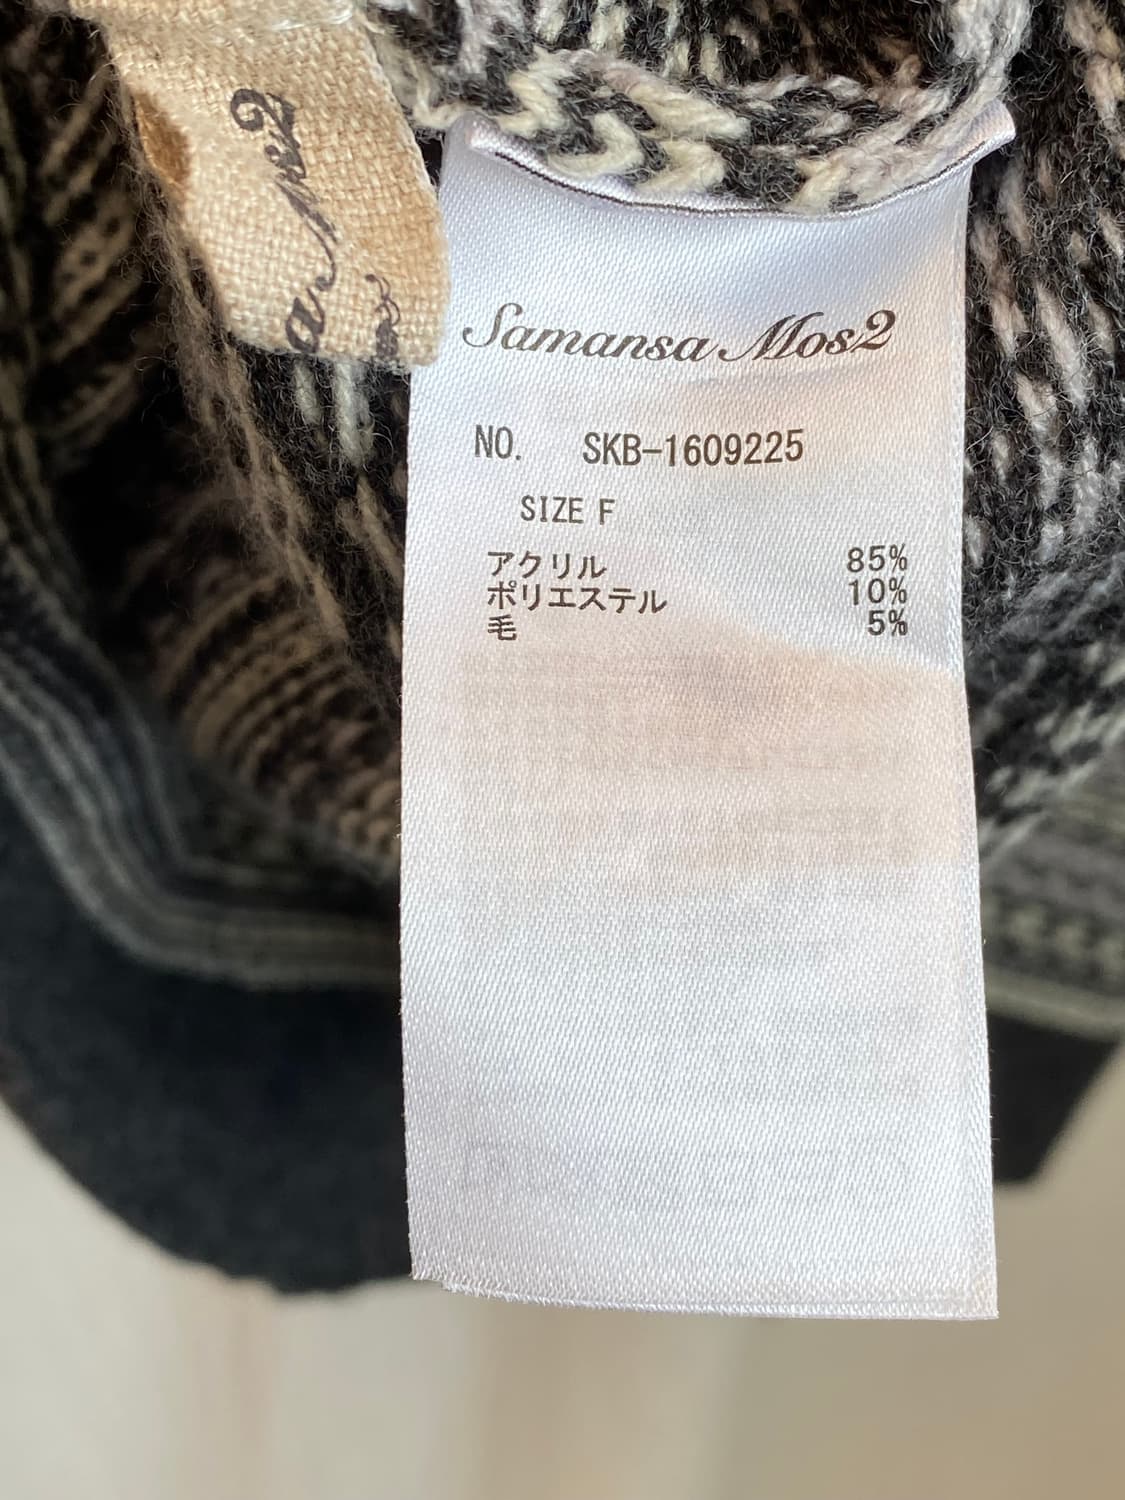 Samansa Mos2
NO. SKB-1609225
SIZE F
アクリル 85%
ポリエステル 10%
毛 5%